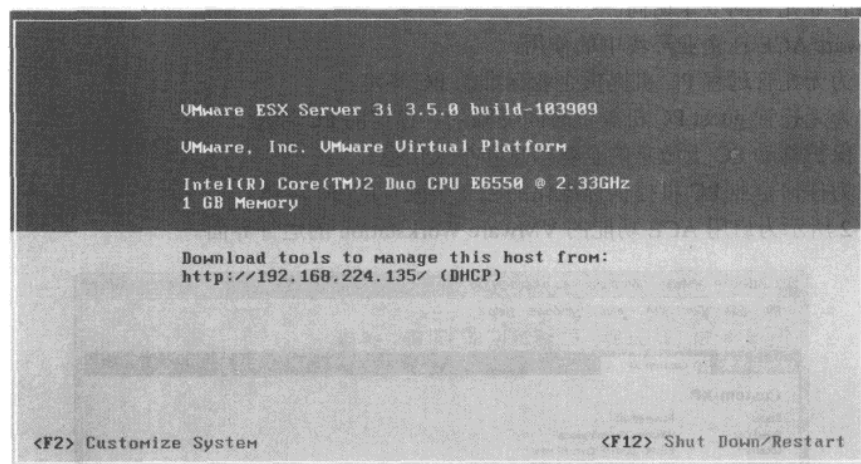 VMware ESX Server 3i 3.5.0 build-103909
VMware, Inc. VMware Virtual Platform
Intel(R) Core(TM)2 Duo CPU E6550 @ 2.33GHz
1 GB Memory
Download tools to manage this host from:
http://192.168.224.135/ (DHCP)
<F2> Customize System
<F12> Shut Down/Restart